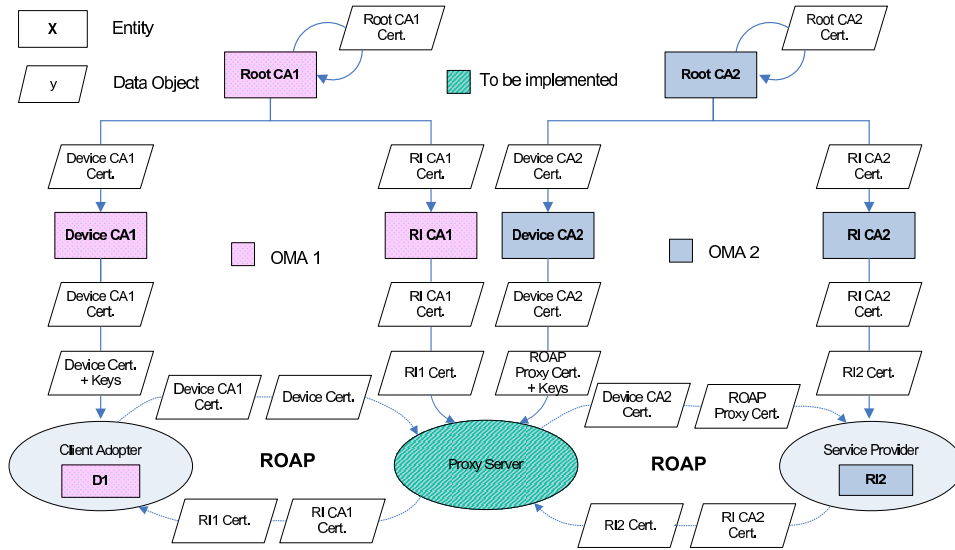 X
Entity
y
Data Object
Root CA1
Cert.
Root CA1
To be implemented
Root CA2
Cert.
Root CA2
Device CA1
Cert.
RI CA1
Cert.
Device CA2
Cert.
RI CA2
Cert.
Device CA1
RI CA1
Device CA2
RI CA2
OMA 1
OMA 2
Device CA1
Cert.
RI CA1
Cert.
Device CA2
Cert.
RI CA2
Cert.
Device Cert.
+ Keys
RI1 Cert.
ROAP
Proxy Cert.
+ Keys
RI2 Cert.
Device CA1
Cert.
Device Cert.
Device CA2
Cert.
ROAP
Proxy Cert.
Client Adopter
D1
ROAP
Proxy Server
ROAP
Service Provider
RI2
RI1 Cert.
RI CA1
Cert.
RI2 Cert.
RI CA2
Cert.